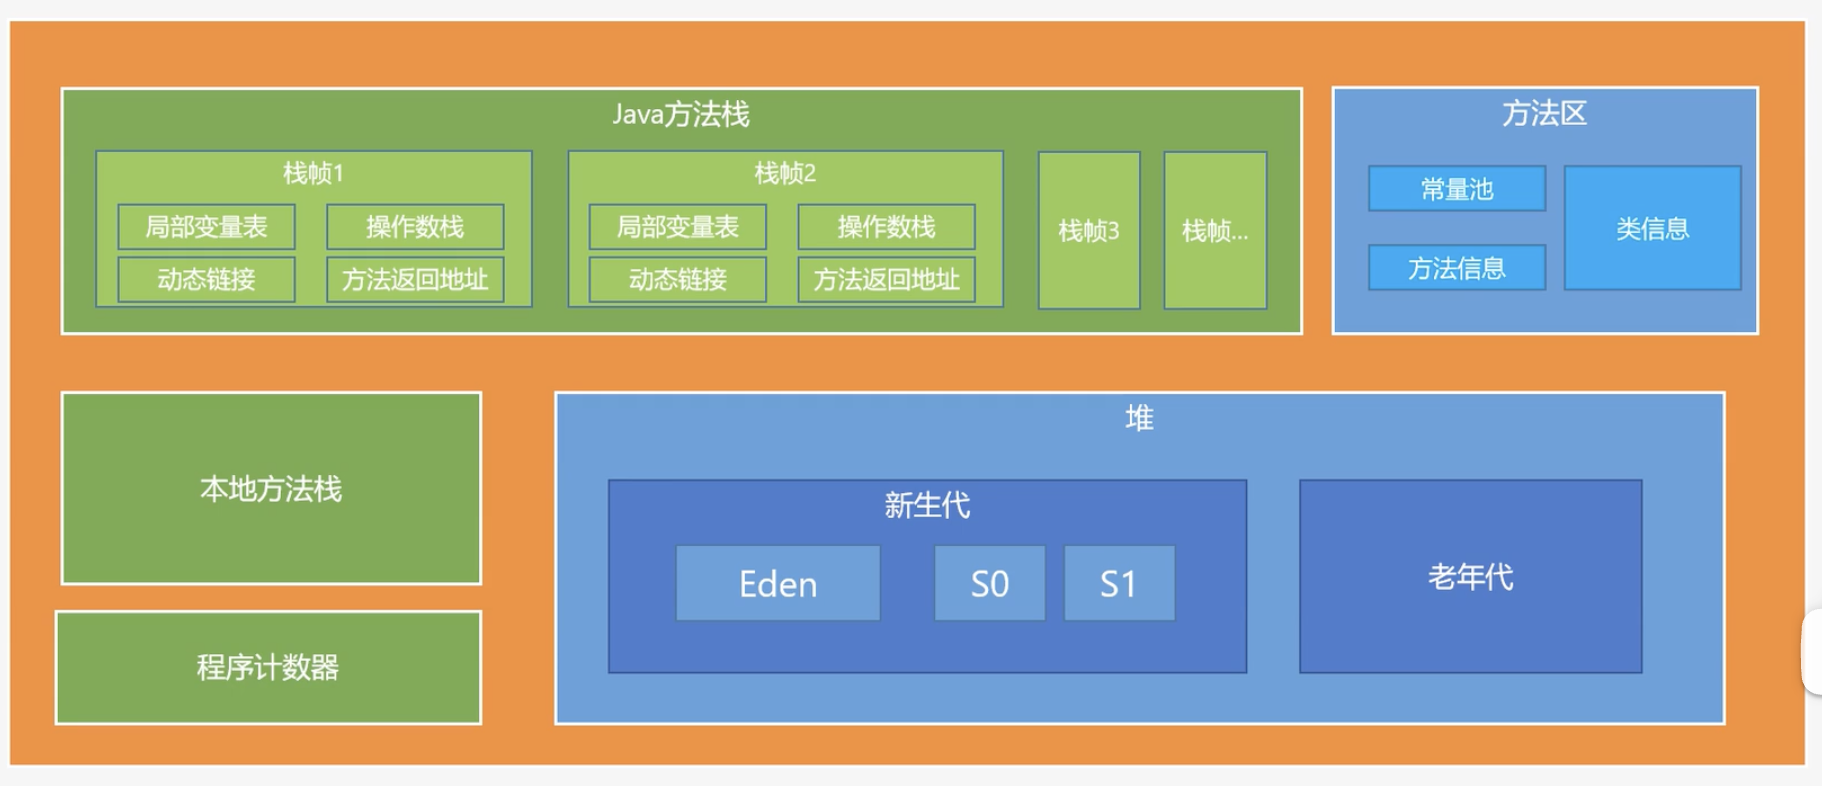 Java方法栈
栈帧1
局部变量表
操作数栈
动态链接
方法返回地址
栈帧2
局部变量表
操作数栈
动态链接
方法返回地址
栈帧3
栈帧...
方法区
常量池
方法信息
类信息
本地方法栈
程序计数器
堆
新生代
Eden
S0
S1
老年代